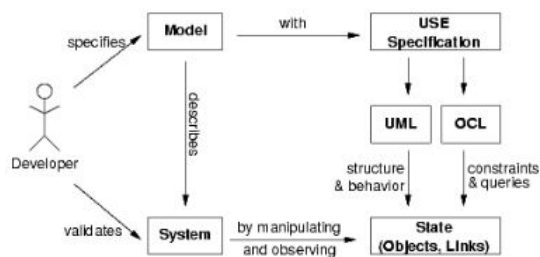 Model
with
USE
Specification
specifies
describes
UML
OCL
Developer
structure
& behavior
constraints
& queries
validates
System
by manipulating
and observing
State
(Objects, Links)